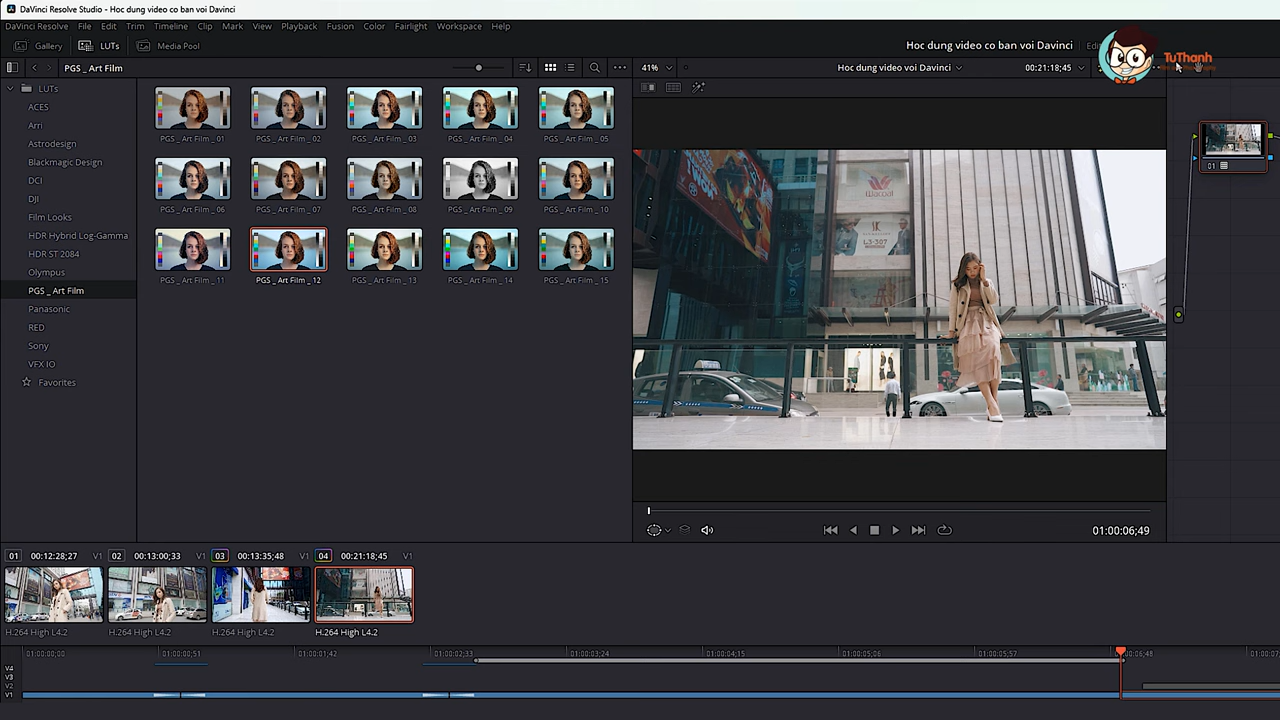 DaVinci Resolve Studio - Hoc dung video co ban voi Davinci
DaVinci Resolve File Edit Trim Timeline Clip Mark View Playback Fusion Color Fairlight Workspace Help
Gallery LUTs Media Pool Hoc dung video co ban voi Davinci
TuThanh
PGS _ Art Film 41% Hoc dung video co ban voi Davinci 00:21:18;45
LUTs
ACES
Arri
Astrodesign
Blackmagic Design
DCI
DJI
Film Looks
HDR Hybrid Log-Gamma
HDR ST 2084
Olympus
PGS _ Art Film
Panasonic
RED
Sony
VFX IO
Favorites
PGS _ Art Film _ 01 PGS _ Art Film _ 02 PGS _ Art Film _ 03 PGS _ Art Film _ 04 PGS _ Art Film _ 05
PGS _ Art Film _ 06 PGS _ Art Film _ 07 PGS _ Art Film _ 08 PGS _ Art Film _ 09 PGS _ Art Film _ 10
PGS _ Art Film _ 11 PGS _ Art Film _ 12 PGS _ Art Film _ 13 PGS _ Art Film _ 14 PGS _ Art Film _ 15
wacoal
L3-307
01
01:00:06;49
01 00:12:28;27 V1 02 00:13:00;33 V1 03 00:13:35;48 V1 04 00:21:18;45 V1
H.264 High L4.2 H.264 High L4.2 H.264 High L4.2 H.264 High L4.2
01:00:00;00 01:00:00;51 01:00:01;42 01:00:02;33 01:00:03;24 01:00:04;15 01:00:05;06 01:00:05;57
V4
V3
V2
V1